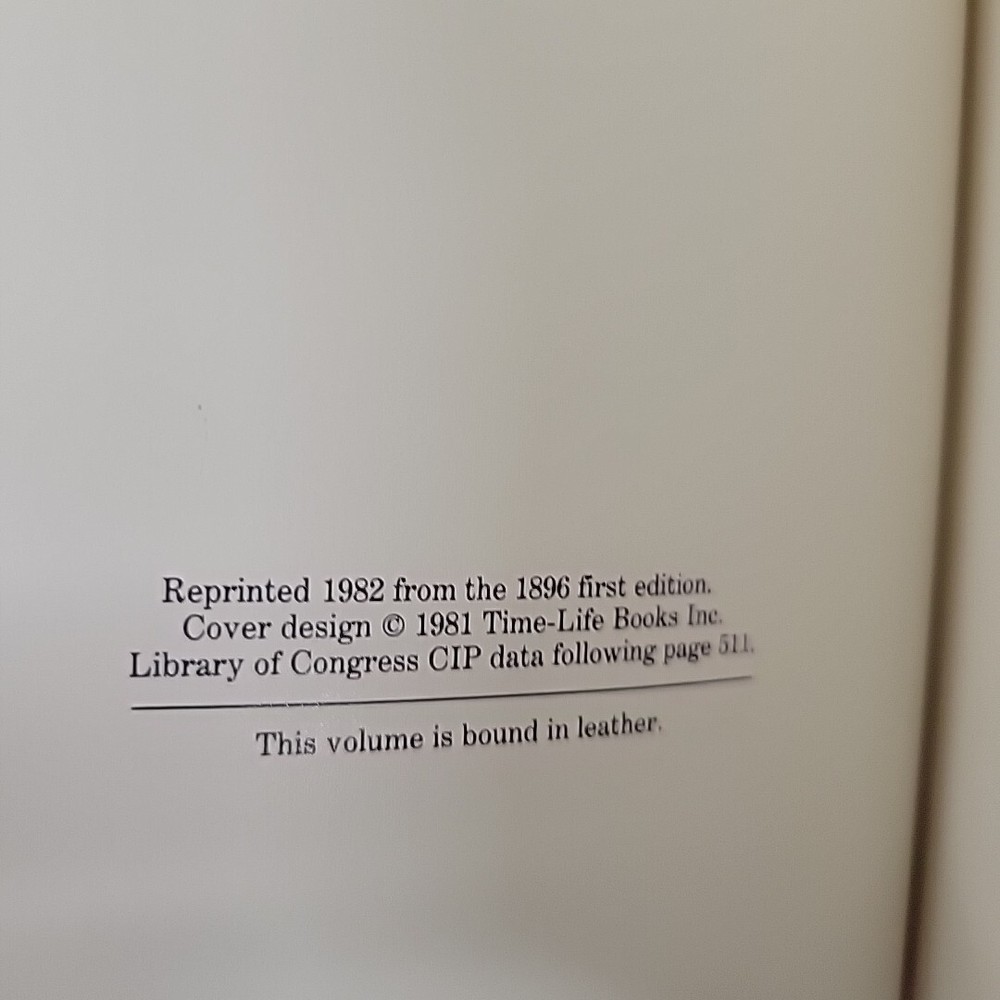 Reprinted 1982 from the 1896 first edition.
Cover design © 1981 Time-Life Books Inc.
Library of Congress CIP data following page 511.
This volume is bound in leather.